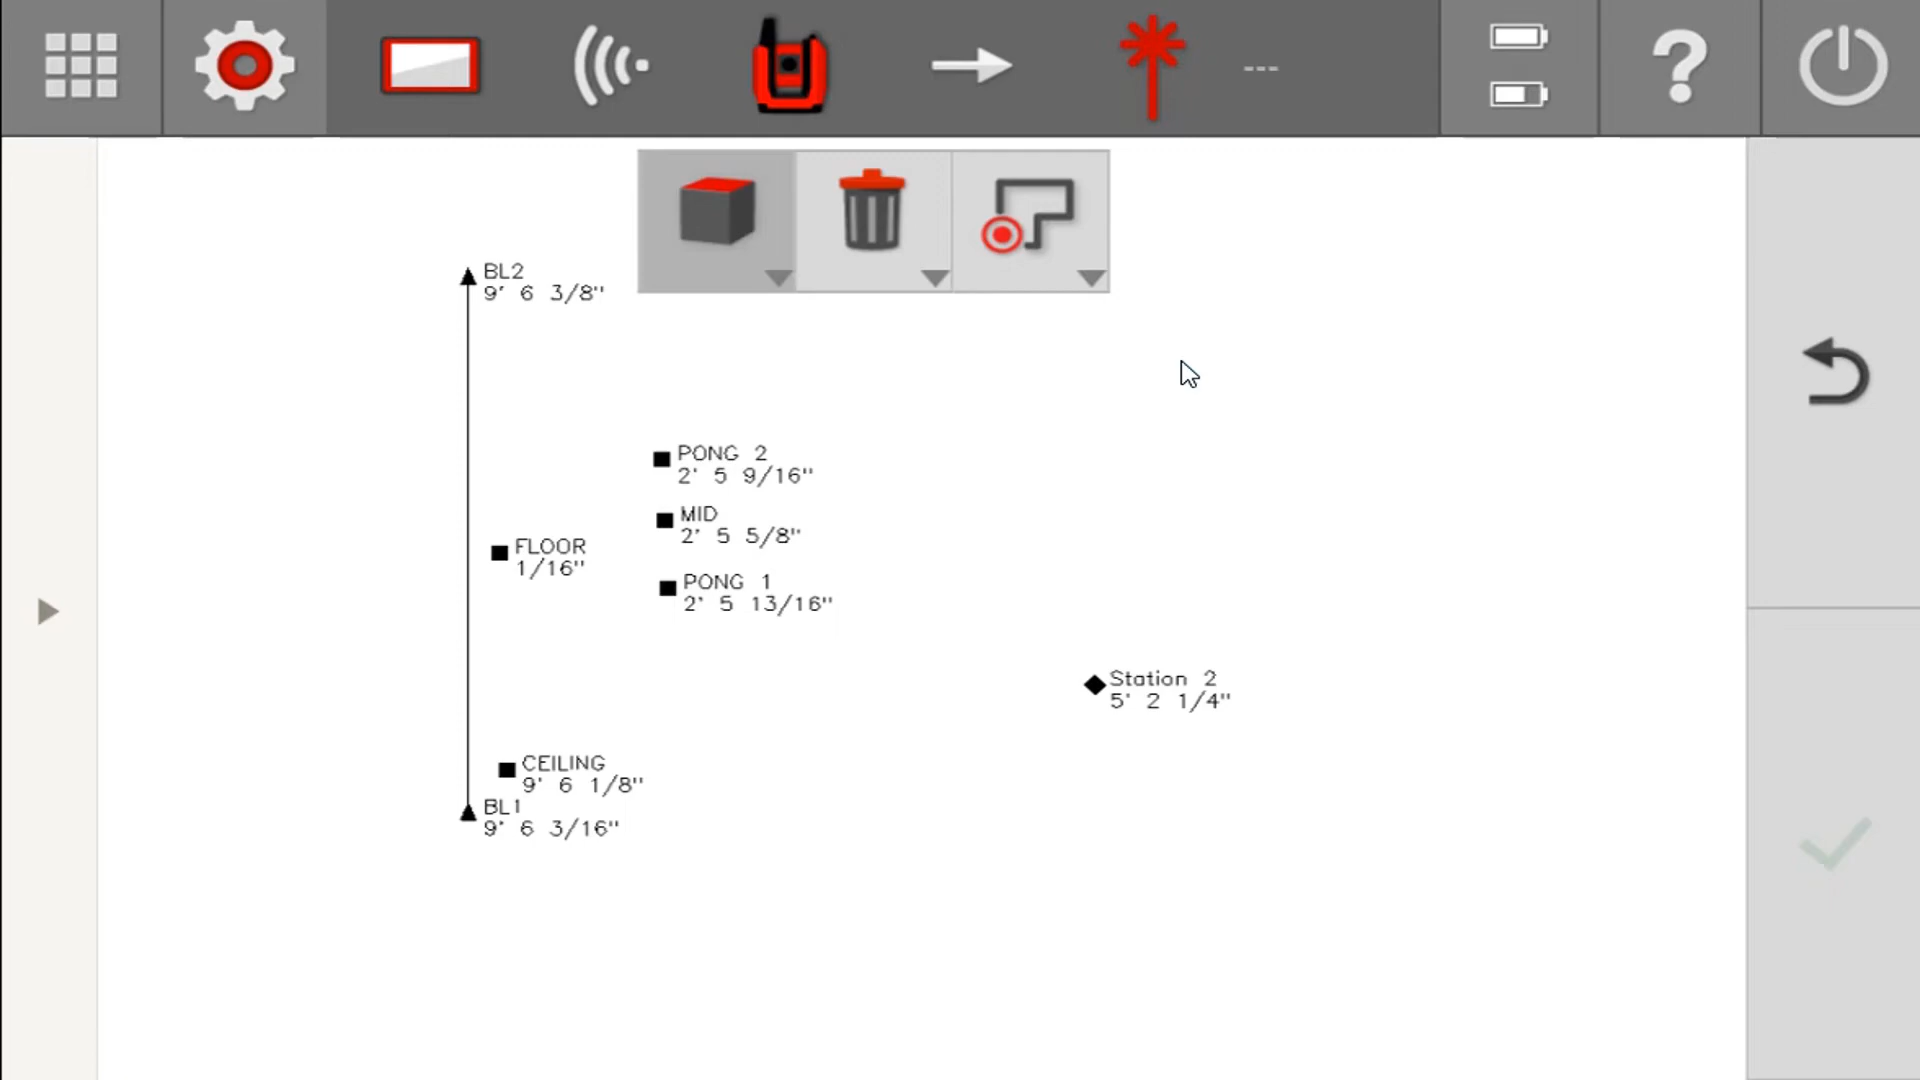 ---
BL2
9' 6 3/8"
PONG 2
2' 5 9/16"
MID
2' 5 5/8"
FLOOR
1/16"
PONG 1
2' 5 13/16"
Station 2
5' 2 1/4"
CEILING
9' 6 1/8"
BL1
9' 6 3/16"